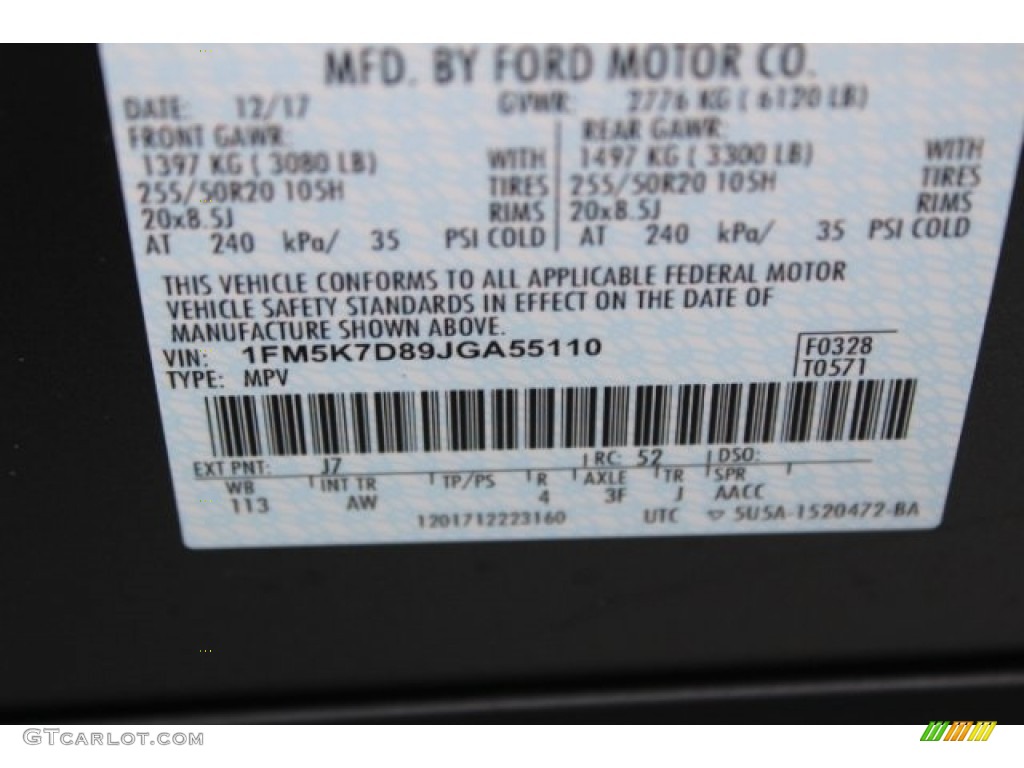 MFD. BY FORD MOTOR CO.
DATE: 12/17 GVWR: 2776 KG ( 6120 LB)
FRONT GAWR: REAR GAWR:
1397 KG ( 3080 LB) WITH 1497 KG ( 3300 LB) WITH
255/50R20 105H TIRES 255/50R20 105H TIRES
20x8.5J RIMS 20x8.5J RIMS
AT 240 kPa/ 35 PSI COLD AT 240 kPa/ 35 PSI COLD
THIS VEHICLE CONFORMS TO ALL APPLICABLE FEDERAL MOTOR
VEHICLE SAFETY STANDARDS IN EFFECT ON THE DATE OF
MANUFACTURE SHOWN ABOVE.
VIN: 1FM5K7D89JGA55110 F0328
TYPE: MPV T0571
EXT PNT: J7 RC: 52 DSO:
WB INT TR TP/PS R AXLE TR SPR
113 AW 4 3F J AACC
1201712223160 UTC ▽ 5U5A-1520472-BA
GTCARLOT.COM